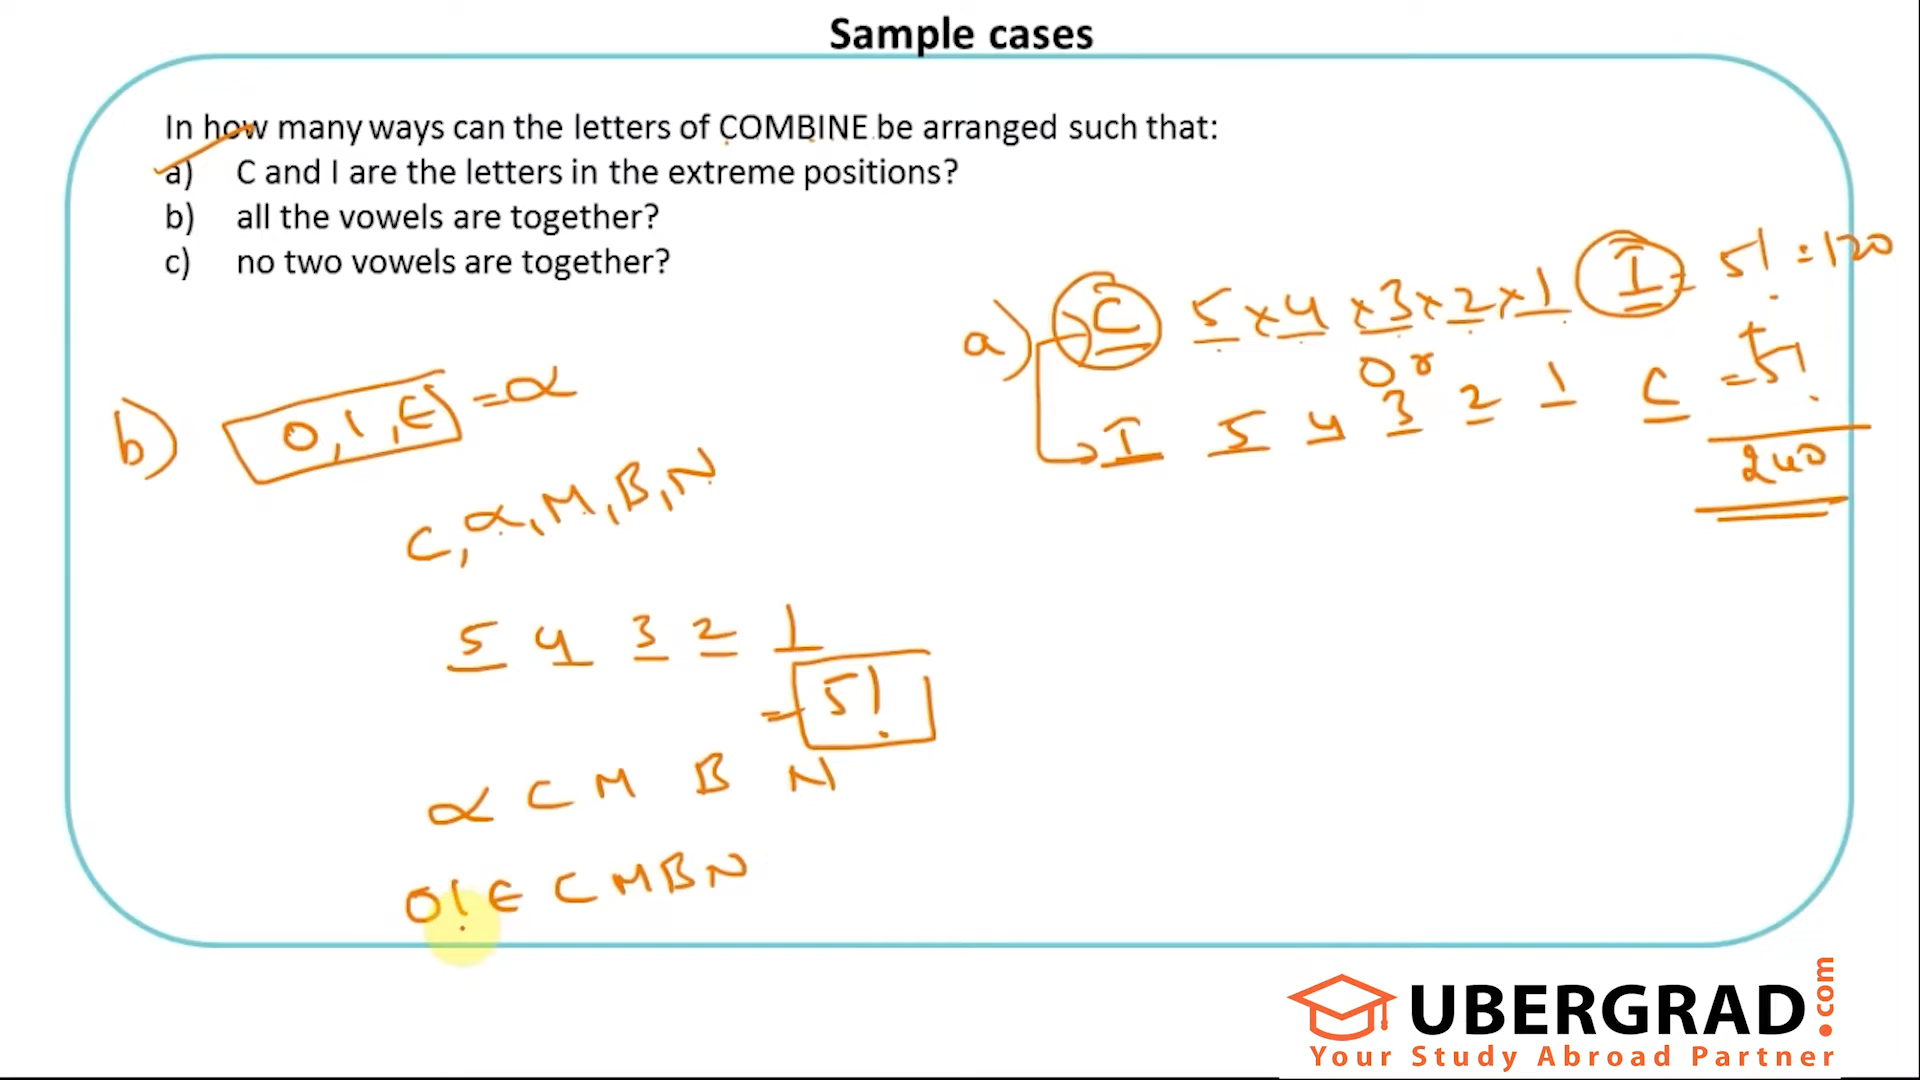 Sample cases
In how many ways can the letters of COMBINE be arranged such that:
a) C and I are the letters in the extreme positions?
b) all the vowels are together?
c) no two vowels are together?
a) C 5 x 4 x 3 x 2 x 1 I = 5! = 120
or
I 5 4 3 2 1 C = 5!
+
240
b) O, I, E = α
C, α, M, B, N
5 4 3 2 1
= 5!
α C M B N
O I E C M B N
UBERGRAD.com
Your Study Abroad Partner